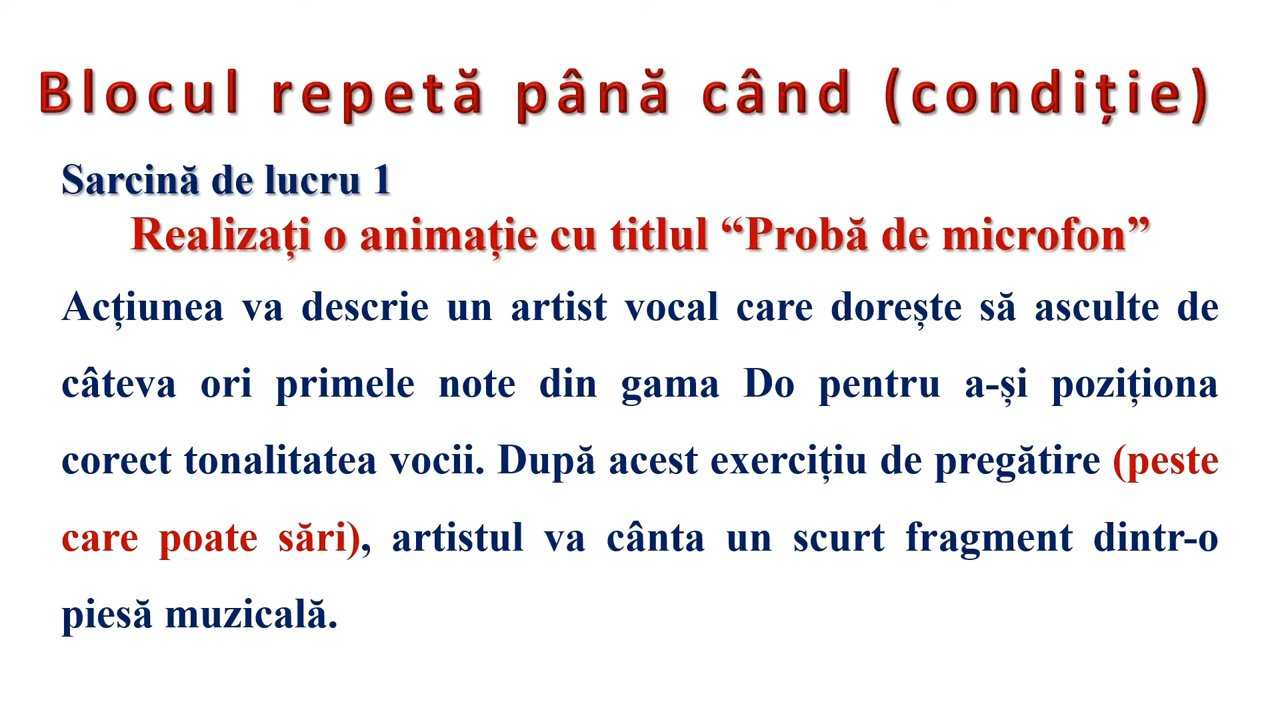 Blocul repetă până când (condiție)
Sarcină de lucru 1
Realizați o animație cu titlul “Probă de microfon”
Acțiunea va descrie un artist vocal care dorește să asculte de
câteva ori primele note din gama Do pentru a-și poziționa
corect tonalitatea vocii. După acest exercițiu de pregătire (peste
care poate sări), artistul va cânta un scurt fragment dintr-o
piesă muzicală.